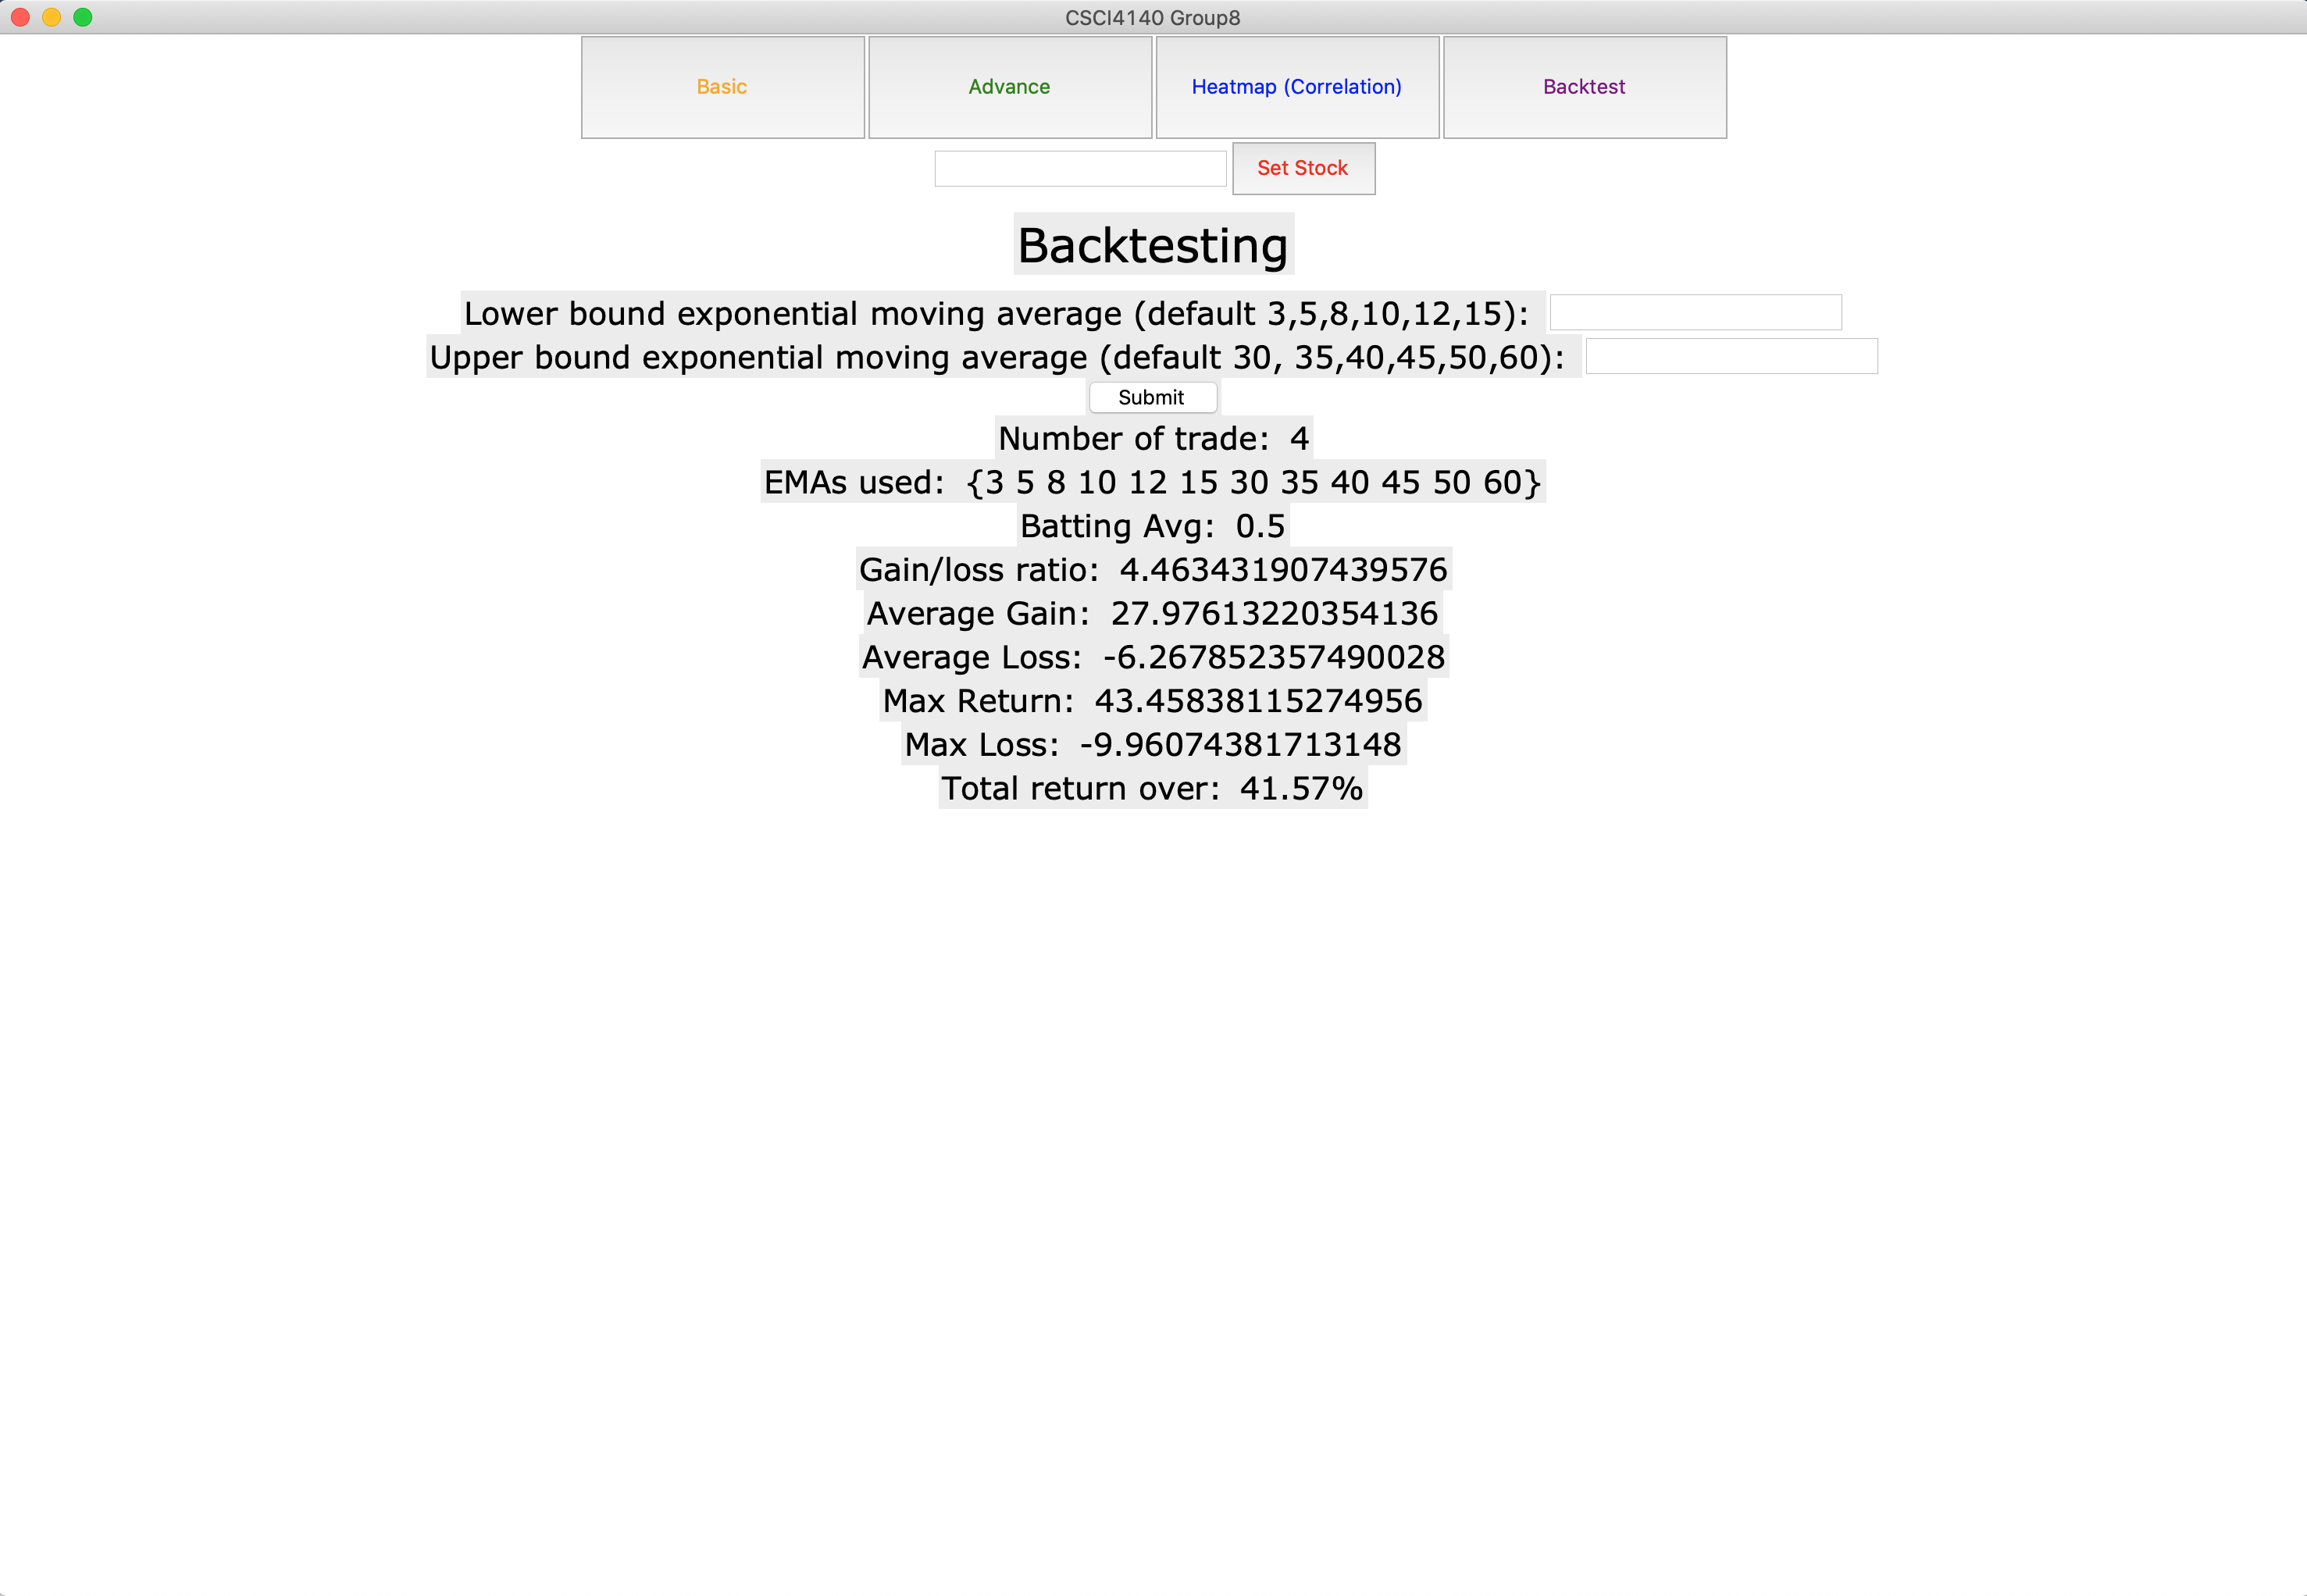 CSCI4140 Group8
Basic Advance Heatmap (Correlation) Backtest
Set Stock
Backtesting
Lower bound exponential moving average (default 3,5,8,10,12,15):
Upper bound exponential moving average (default 30, 35,40,45,50,60):
Submit
Number of trade: 4
EMAs used: {3 5 8 10 12 15 30 35 40 45 50 60}
Batting Avg: 0.5
Gain/loss ratio: 4.463431907439576
Average Gain: 27.97613220354136
Average Loss: -6.267852357490028
Max Return: 43.45838115274956
Max Loss: -9.96074381713148
Total return over: 41.57%